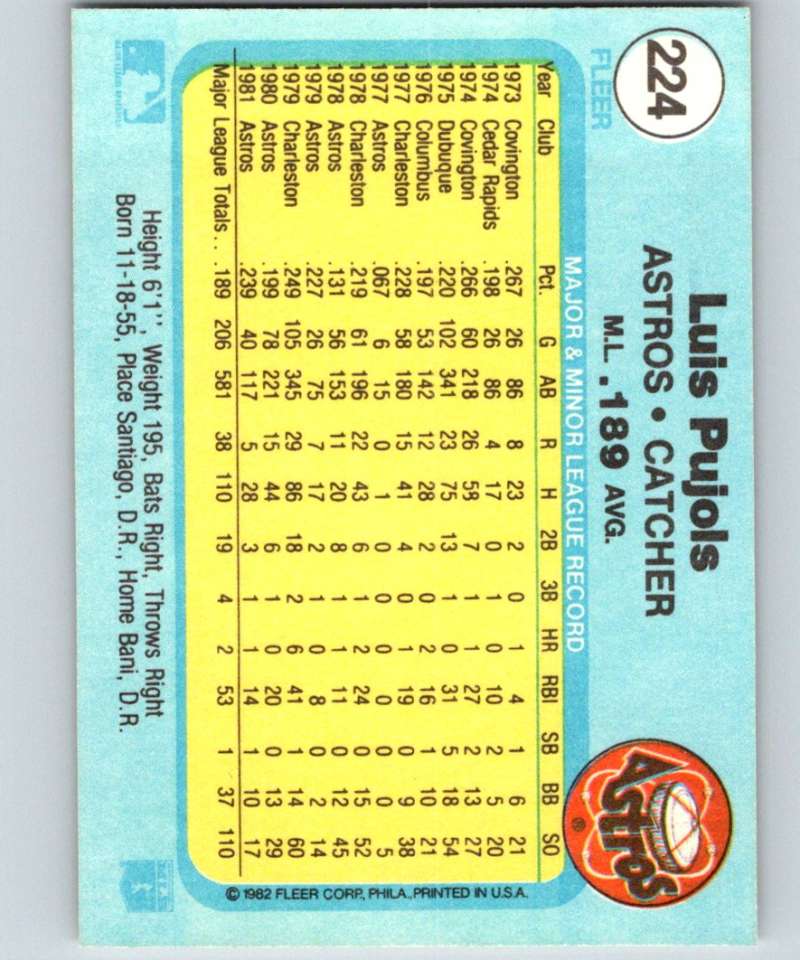 224
FLEER
Luis Pujols
ASTROS • CATCHER
M.L. .189 AVG.
Astros
®
MAJOR & MINOR LEAGUE RECORD
Year Club Pct. G AB R H 2B 3B HR RBI SB BB SO
1973 Covington .267 26 86 8 23 2 0 1 4 1 6 21
1974 Cedar Rapids .198 26 86 4 17 0 1 1 10 2 5 20
1974 Covington .266 60 218 26 58 7 1 1 27 2 13 27
1975 Dubuque .220 102 341 23 75 13 1 0 31 5 18 54
1976 Columbus .197 53 142 12 28 2 0 2 16 1 10 21
1977 Charleston .228 58 180 15 41 4 0 1 19 0 9 38
1977 Astros .067 6 15 0 1 0 0 0 0 0 0 5
1978 Charleston .219 61 196 22 43 6 1 2 24 0 15 52
1978 Astros .131 56 153 11 20 8 1 1 11 0 12 45
1979 Astros .227 26 75 7 17 2 1 0 8 0 2 14
1979 Charleston .249 105 345 29 86 18 2 6 41 1 14 60
1980 Astros .199 78 221 15 44 6 1 0 20 0 13 29
1981 Astros .239 40 117 5 28 3 1 1 14 1 10 17
Major League Totals . . .189 206 581 38 110 19 4 2 53 1 37 110
© 1982 FLEER CORP., PHILA., PRINTED IN U.S.A.
Height 6'1'', Weight 195, Bats Right, Throws Right
Born 11-18-55, Place Santiago, D.R., Home Bani, D.R.